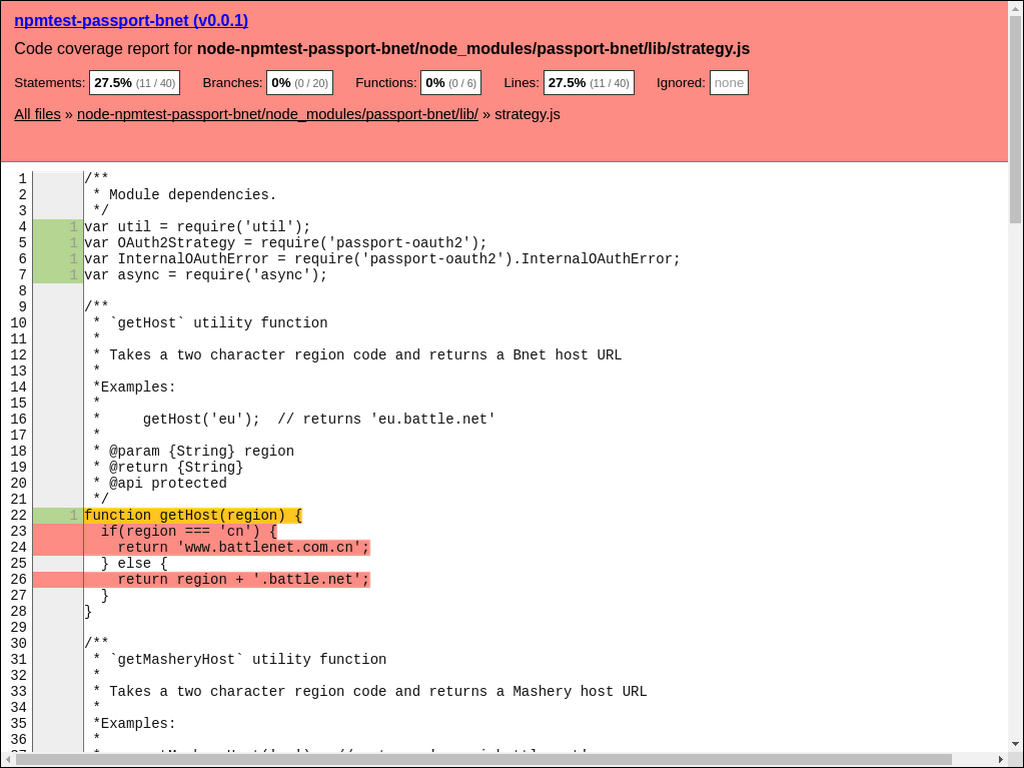 npmtest-passport-bnet (v0.0.1)
Code coverage report for node-npmtest-passport-bnet/node_modules/passport-bnet/lib/strategy.js
Statements: 27.5% (11 / 40) Branches: 0% (0 / 20) Functions: 0% (0 / 6) Lines: 27.5% (11 / 40) Ignored: none
All files » node-npmtest-passport-bnet/node_modules/passport-bnet/lib/ » strategy.js
1 /**
2  * Module dependencies.
3  */
4 1 var util = require('util');
5 1 var OAuth2Strategy = require('passport-oauth2');
6 1 var InternalOAuthError = require('passport-oauth2').InternalOAuthError;
7 1 var async = require('async');
8
9 /**
10  * `getHost` utility function
11  *
12  * Takes a two character region code and returns a Bnet host URL
13  *
14  *Examples:
15  *
16  *     getHost('eu');  // returns 'eu.battle.net'
17  *
18  * @param {String} region
19  * @return {String}
20  * @api protected
21  */
22 1 function getHost(region) {
23   if(region === 'cn') {
24     return 'www.battlenet.com.cn';
25   } else {
26     return region + '.battle.net';
27   }
28 }
29
30 /**
31  * `getMasheryHost` utility function
32  *
33  * Takes a two character region code and returns a Mashery host URL
34  *
35  *Examples:
36  *